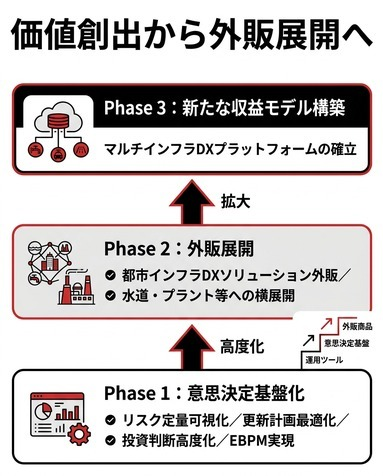 価値創出から外販展開へ
Phase 3：新たな収益モデル構築
マルチインフラDXプラットフォームの確立
拡大
Phase 2：外販展開
都市インフラDXソリューション外販／
水道・プラント等への横展開
外販商品
意思決定基盤
運用ツール
高度化
Phase 1：意思決定基盤化
リスク定量可視化／更新計画最適化／
投資判断高度化／EBPM実現